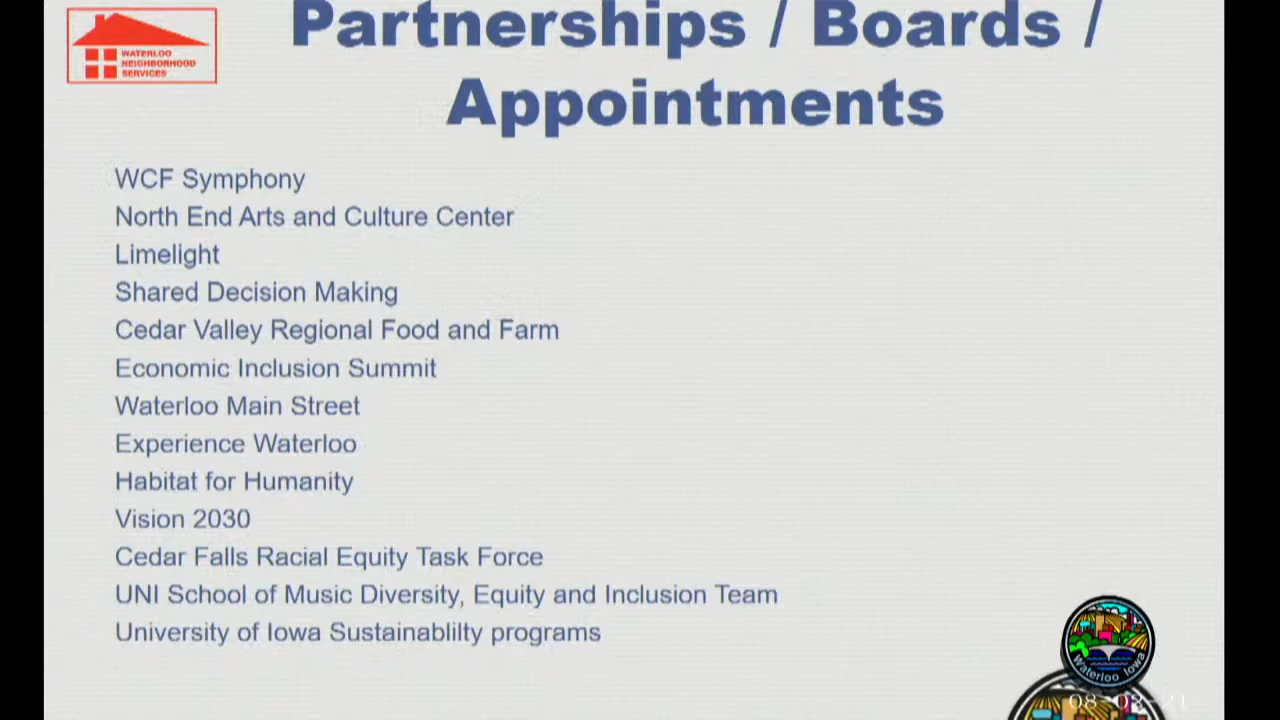 WATERLOO
NEIGHBORHOOD
SERVICES
Partnerships / Boards /
Appointments
WCF Symphony
North End Arts and Culture Center
Limelight
Shared Decision Making
Cedar Valley Regional Food and Farm
Economic Inclusion Summit
Waterloo Main Street
Experience Waterloo
Habitat for Humanity
Vision 2030
Cedar Falls Racial Equity Task Force
UNI School of Music Diversity, Equity and Inclusion Team
University of Iowa Sustainablilty programs
Waterloo Iowa